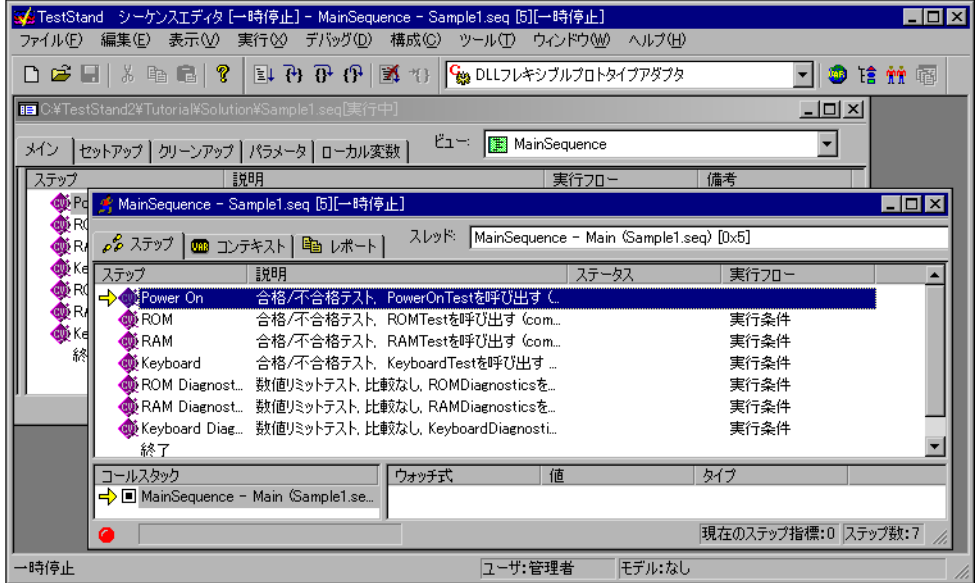 TestStand シーケンスエディタ [一時停止] - MainSequence - Sample1.seq [5][一時停止]
ファイル(F) 編集(E) 表示(V) 実行(X) デバッグ(D) 構成(C) ツール(T) ウィンドウ(W) ヘルプ(H)
DLLフレキシブルプロトタイプアダプタ
C:¥TestStand2¥Tutorial¥Solution¥Sample1.seq[実行中]
メイン セットアップ クリーンアップ パラメータ ローカル変数 ビュー: MainSequence
ステップ 説明 実行フロー 備考
MainSequence - Sample1.seq [5][一時停止]
ステップ コンテキスト レポート スレッド: MainSequence - Main (Sample1.seq) [0x5]
ステップ 説明 ステータス 実行フロー
Power On 合格/不合格テスト, PowerOnTestを呼び出す (...
ROM 合格/不合格テスト, ROMTestを呼び出す (com... 実行条件
RAM 合格/不合格テスト, RAMTestを呼び出す (com... 実行条件
Keyboard 合格/不合格テスト, KeyboardTestを呼び出す ... 実行条件
ROM Diagnost... 数値リミットテスト, 比較なし, ROMDiagnosticsを... 実行条件
RAM Diagnost... 数値リミットテスト, 比較なし, RAMDiagnosticsを... 実行条件
Keyboard Diag... 数値リミットテスト, 比較なし, KeyboardDiagnosti... 実行条件
終了
コールスタック ウォッチ式 値 タイプ
MainSequence - Main (Sample1.se...
現在のステップ指標:0 ステップ数:7
一時停止 ユーザ:管理者 モデル:なし